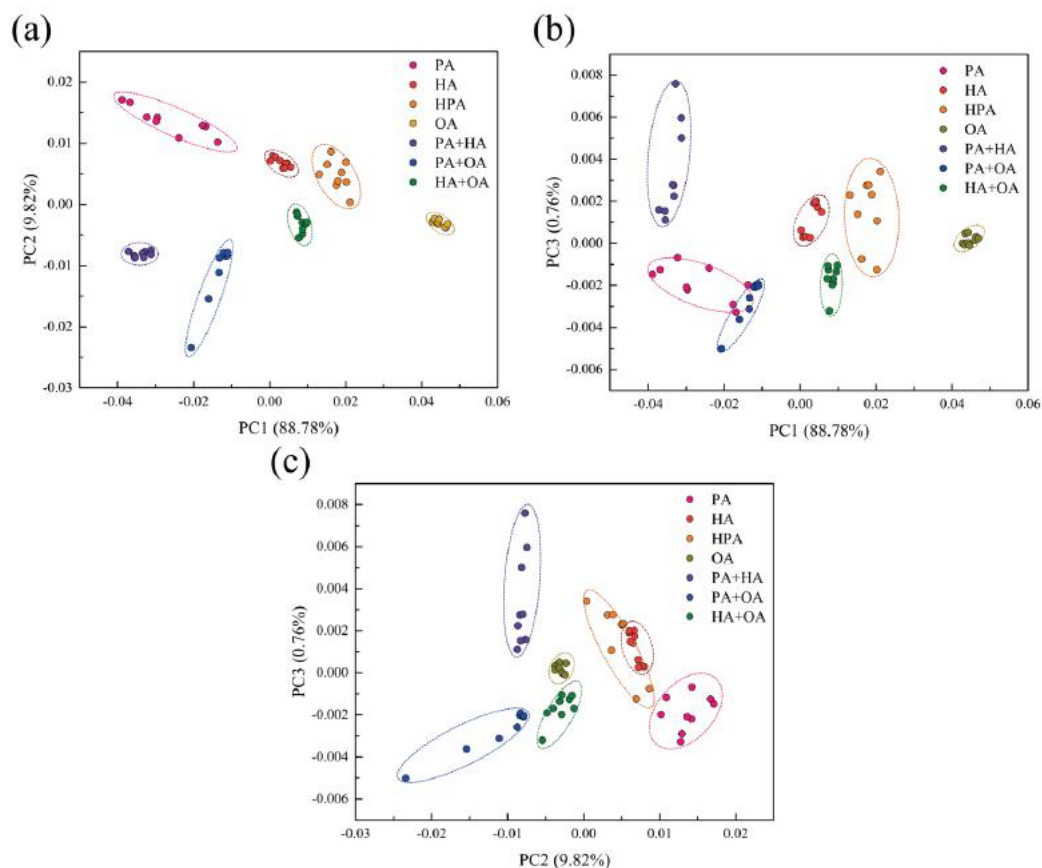 (a)
0.02
0.01
0.00
-0.01
-0.02
-0.03
PC2 (9.82%)
-0.04
-0.02
0.00
0.02
0.04
0.06
PC1 (88.78%)
PA
HA
HPA
OA
PA+HA
PA+OA
HA+OA
(b)
0.008
0.006
0.004
0.002
0.000
-0.002
-0.004
-0.006
PC3 (0.76%)
-0.04
-0.02
0.00
0.02
0.04
0.06
PC1 (88.78%)
PA
HA
HPA
OA
PA+HA
PA+OA
HA+OA
(c)
0.008
0.006
0.004
0.002
0.000
-0.002
-0.004
-0.006
PC3 (0.76%)
-0.03
-0.02
-0.01
0.00
0.01
0.02
PC2 (9.82%)
PA
HA
HPA
OA
PA+HA
PA+OA
HA+OA